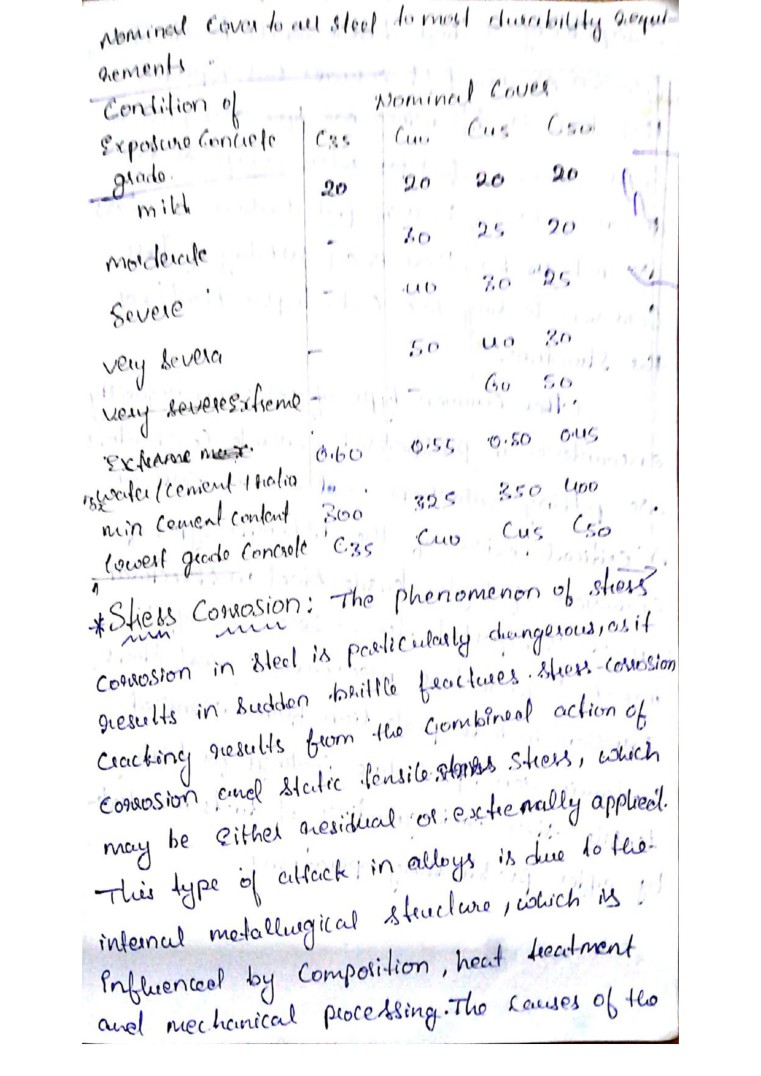 Nominal Cover to all steel to meet durability requi-
rements
Condition of Nominal Cover
Exposure Concrete C35 C40 C45 C50
grade.
mild 20 20 20 20
moderate - 30 25 20
Severe - 40 30 25
very severe - 50 40 30
very severe Extreme - - 60 50
Extreme max. 0.60 0.55 0.50 0.45
water/cement ratio
min Cement content 300 325 350 400
lowest grade Concrete C35 C40 C45 C50
*Stress Corrosion: The phenomenon of stress
corrosion in steel is particularly dangerous, as it
results in sudden brittle fractures. Stress-corrosion
cracking results from the combined action of
corrosion and static tensile stress, which
may be either residual or externally applied.
This type of attack in alloys is due to the
internal metallurgical structure, which is
influenced by composition, heat treatment
and mechanical processing. The causes of the